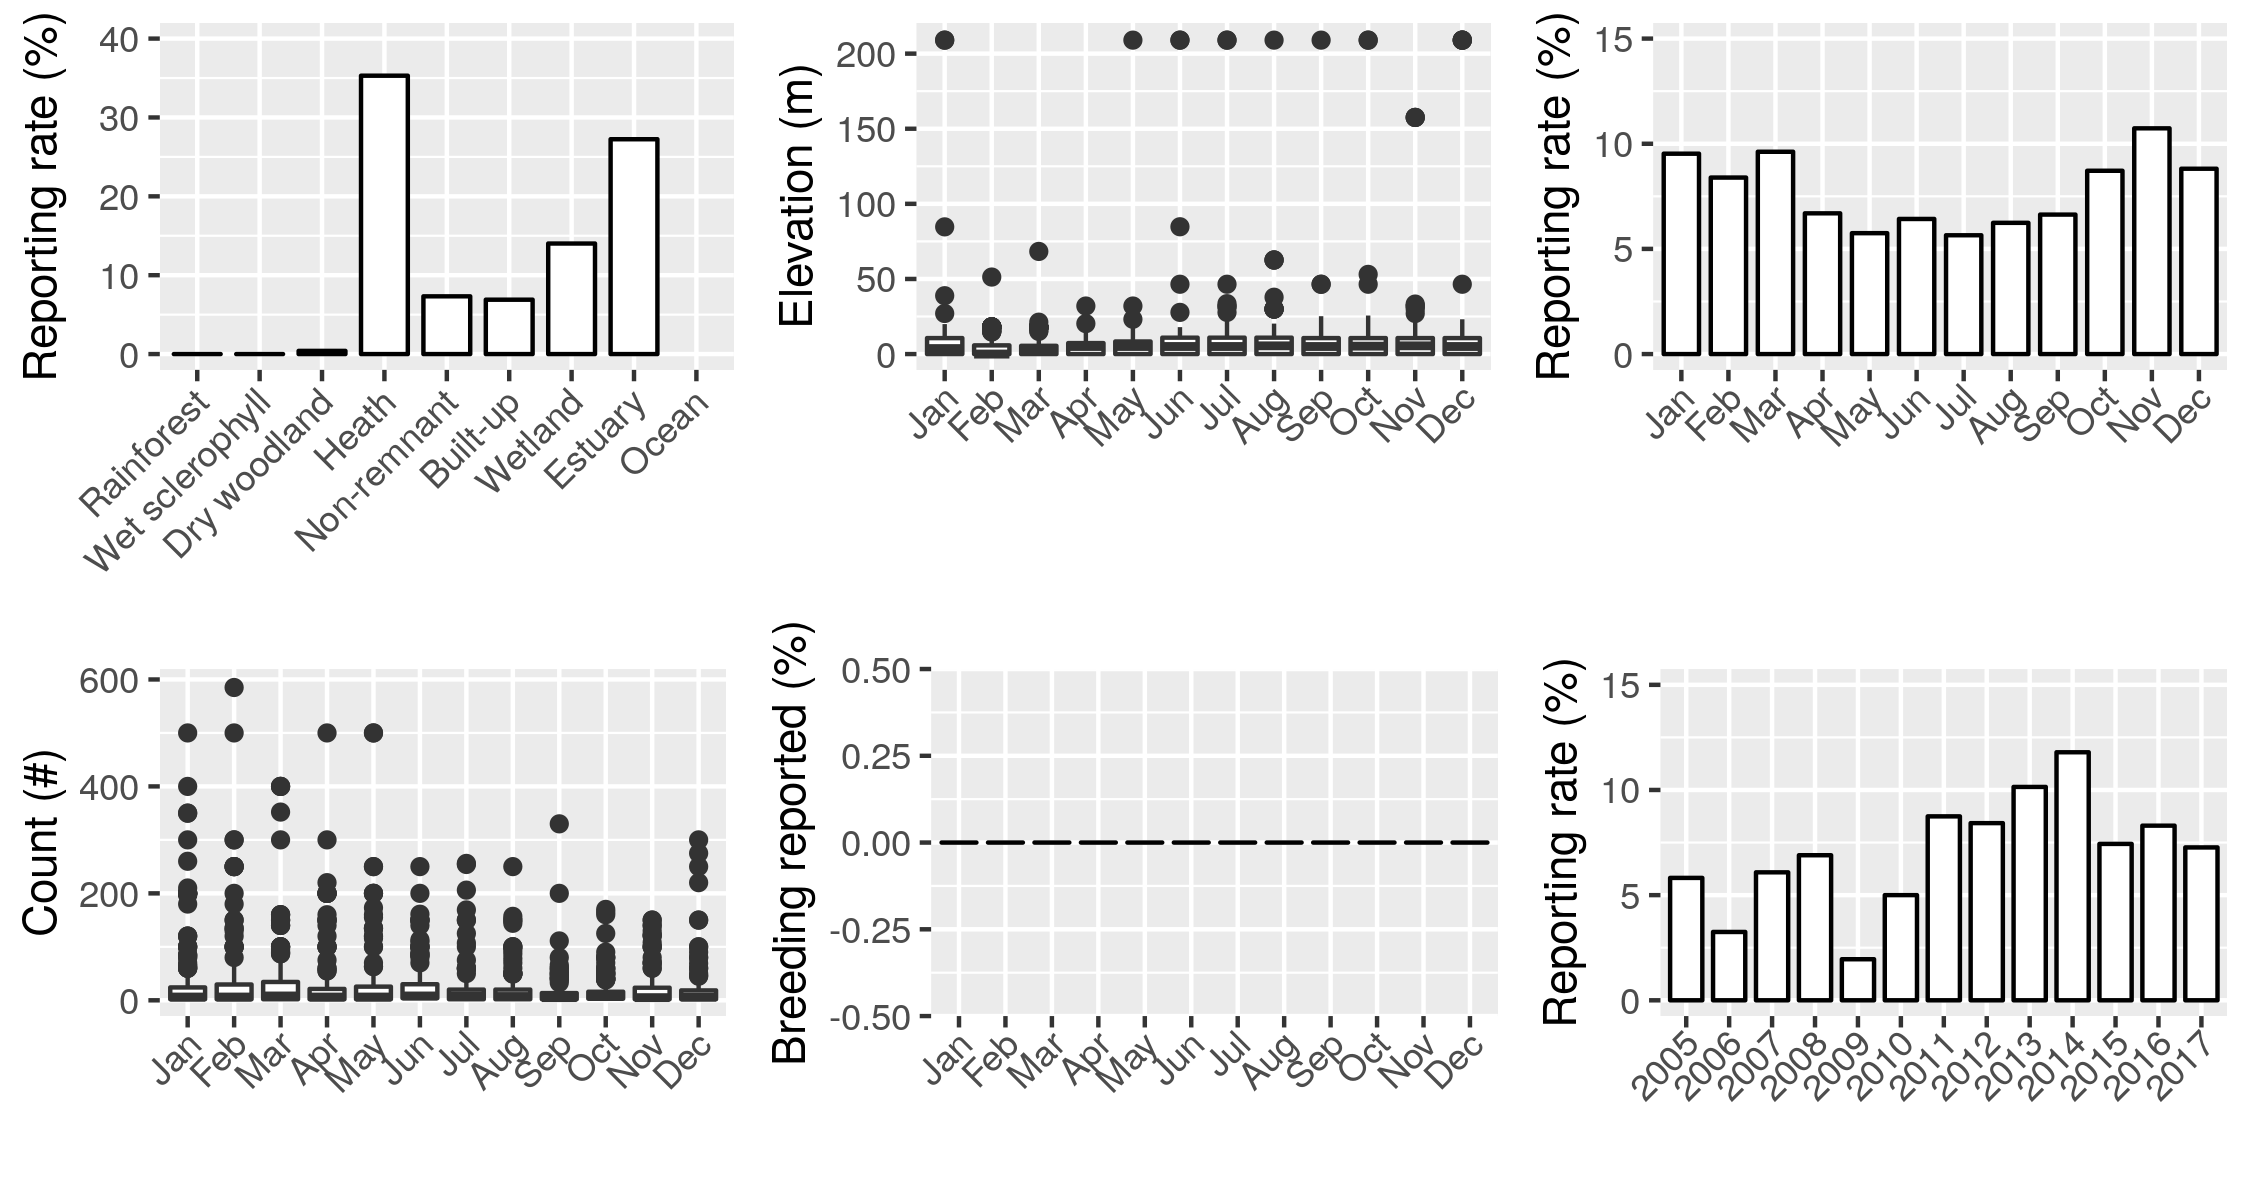 Reporting rate (%)
40
30
20
10
0
Rainforest
Wet sclerophyll
Dry woodland
Heath
Non-remnant
Built-up
Wetland
Estuary
Ocean
Elevation (m)
200
150
100
50
0
Jan
Feb
Mar
Apr
May
Jun
Jul
Aug
Sep
Oct
Nov
Dec
Reporting rate (%)
15
10
5
0
Jan
Feb
Mar
Apr
May
Jun
Jul
Aug
Sep
Oct
Nov
Dec
Count (#)
600
400
200
0
Jan
Feb
Mar
Apr
May
Jun
Jul
Aug
Sep
Oct
Nov
Dec
Breeding reported (%)
0.50
0.25
0.00
-0.25
-0.50
Jan
Feb
Mar
Apr
May
Jun
Jul
Aug
Sep
Oct
Nov
Dec
Reporting rate (%)
15
10
5
0
2005
2006
2007
2008
2009
2010
2011
2012
2013
2014
2015
2016
2017